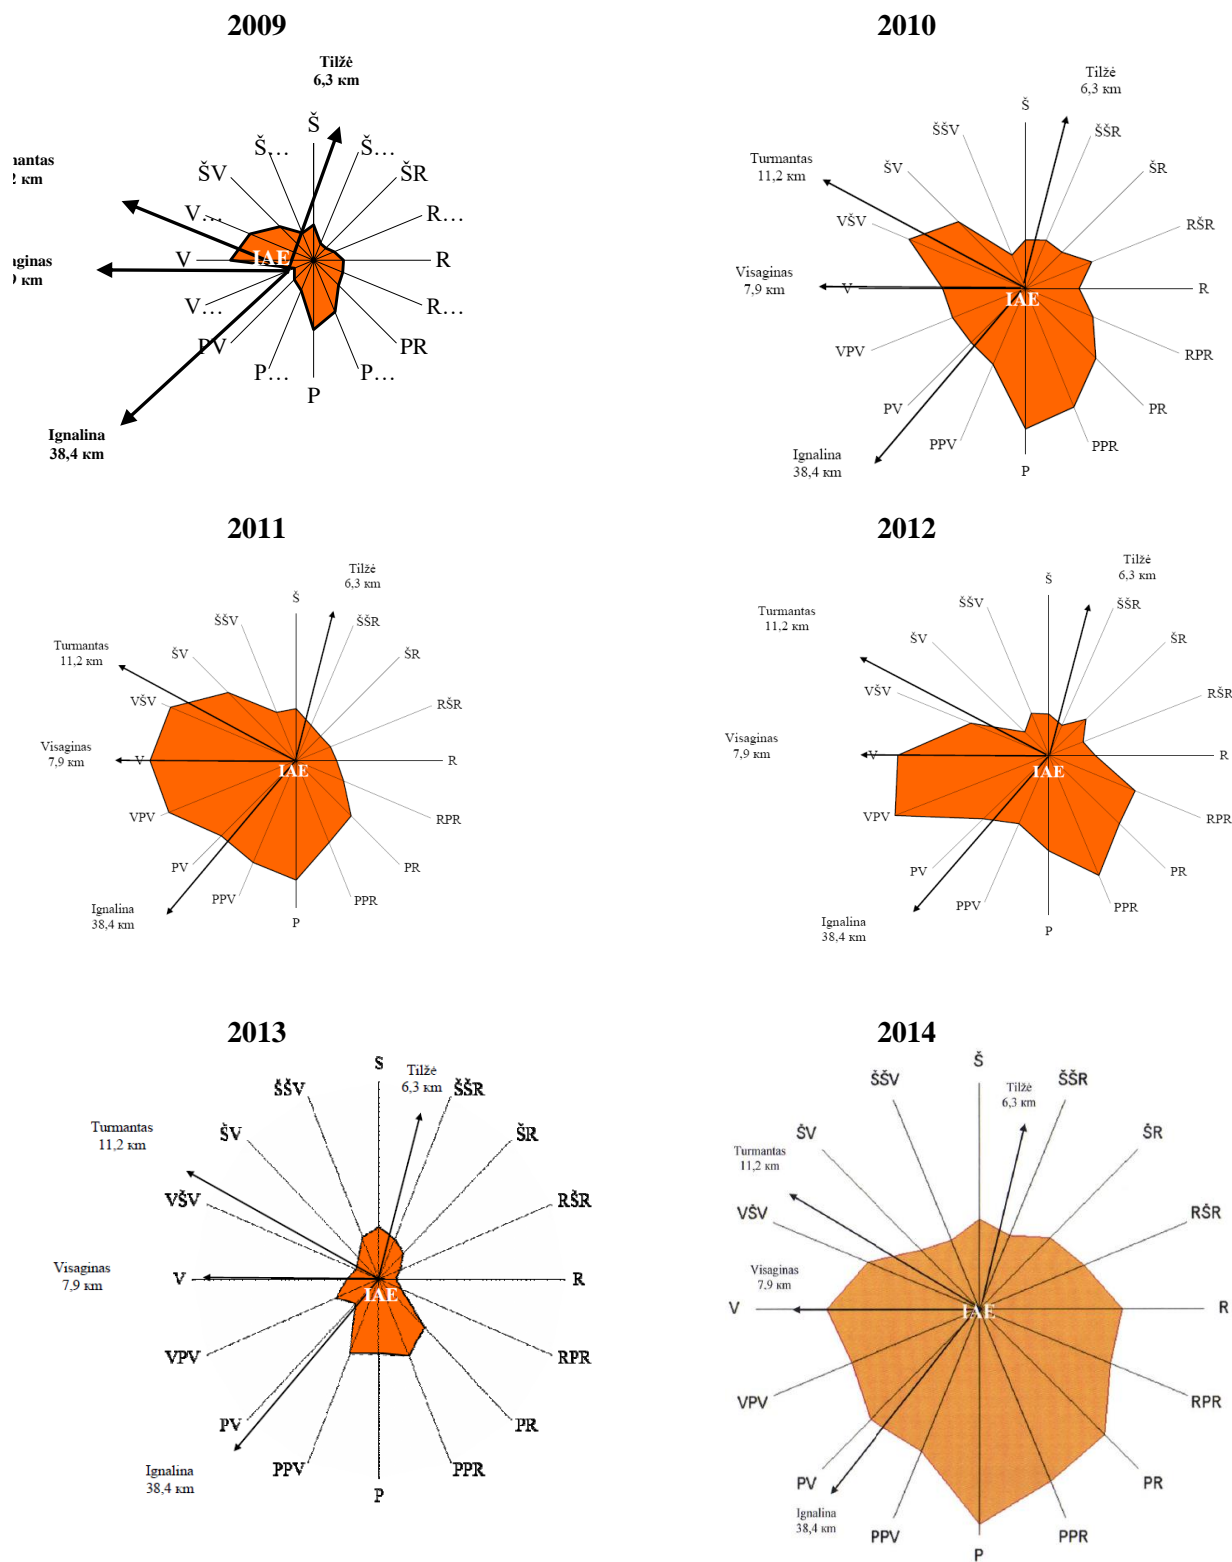 2009
Tilžė
6,3 км
Š
Š…
Š…
ŠV
ŠR
mantas
2 км
V…
R…
V
IAE
R
ginas
9 км
V…
R…
PV
PR
P…
P…
P
Ignalina
38,4 км
2010
Tilžė
6,3 км
Š
ŠŠV
ŠŠR
Turmantas
11,2 км
ŠV
ŠR
VŠV
RŠR
Visaginas
7,9 км
V
IAE
R
VPV
RPR
PV
PR
PPV
PPR
Ignalina
38,4 км
P
2011
Tilžė
6,3 км
Š
ŠŠV
ŠŠR
Turmantas
11,2 км
ŠV
ŠR
VŠV
RŠR
Visaginas
7,9 км
V
IAE
R
VPV
RPR
PV
PR
PPV
PPR
Ignalina
38,4 км
P
2012
Tilžė
6,3 км
Š
ŠŠV
ŠŠR
Turmantas
11,2 км
ŠV
ŠR
VŠV
RŠR
Visaginas
7,9 км
V
IAE
R
VPV
RPR
PV
PR
PPV
PPR
Ignalina
38,4 км
P
2013
Š
Tilžė
6,3 км
ŠŠV
ŠŠR
Turmantas
11,2 км
ŠV
ŠR
VŠV
RŠR
Visaginas
7,9 км
V
IAE
R
VPV
RPR
PV
PR
Ignalina
38,4 км
PPV
PPR
P
2014
Š
ŠŠV
Tilžė
6,3 км
ŠŠR
ŠV
ŠR
Turmantas
11,2 км
VŠV
RŠR
Visaginas
7,9 км
V
IAE
R
VPV
RPR
PV
PR
Ignalina
38,4 км
PPV
PPR
P